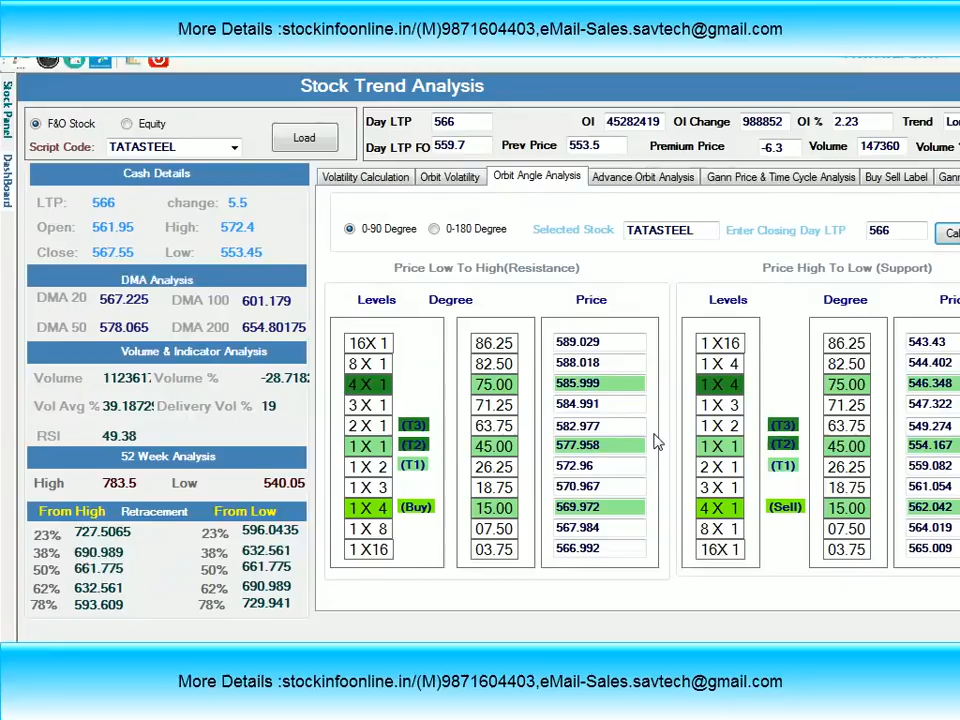 More Details :stockinfoonline.in/(M)9871604403,eMail-Sales.savtech@gmail.com
Stock Trend Analysis
Stock Panel
DashBoard
F&O Stock Equity
Script Code: TATASTEEL
Load
Day LTP 566 OI 45282419 OI Change 988852 OI % 2.23 Trend
Day LTP FO 559.7 Prev Price 553.5 Premium Price -6.3 Volume 147360 Volume
Cash Details
LTP: 566 change: 5.5
Open: 561.95 High: 572.4
Close: 567.55 Low: 553.45
DMA Analysis
DMA 20 567.225 DMA 100 601.179
DMA 50 578.065 DMA 200 654.80175
Volume & Indicator Analysis
Volume 112361 Volume % -28.718
Vol Avg % 39.1872 Delivery Vol % 19
RSI 49.38
52 Week Analysis
High 783.5 Low 540.05
From High Retracement From Low
23% 727.5065 23% 596.0435
38% 690.989 38% 632.561
50% 661.775 50% 661.775
62% 632.561 62% 690.989
78% 593.609 78% 729.941
Volatility Calculation Orbit Volatility Orbit Angle Analysis Advance Orbit Analysis Gann Price & Time Cycle Analysis Buy Sell Label Gann
0-90 Degree 0-180 Degree Selected Stock TATASTEEL Enter Closing Day LTP 566 Cal
Price Low To High(Resistance)
Levels Degree Price
16X 1 86.25 589.029
8 X 1 82.50 588.018
4 X 1 75.00 585.999
3 X 1 71.25 584.991
2 X 1 (T3) 63.75 582.977
1 X 1 (T2) 45.00 577.958
1 X 2 (T1) 26.25 572.96
1 X 3 18.75 570.967
1 X 4 (Buy) 15.00 569.972
1 X 8 07.50 567.984
1 X16 03.75 566.992
Price High To Low (Support)
Levels Degree Pric
1 X16 86.25 543.43
1 X 4 82.50 544.402
1 X 4 75.00 546.348
1 X 3 71.25 547.322
1 X 2 (T3) 63.75 549.274
1 X 1 (T2) 45.00 554.167
2 X 1 (T1) 26.25 559.082
3 X 1 18.75 561.054
4 X 1 (Sell) 15.00 562.042
8 X 1 07.50 564.019
16X 1 03.75 565.009
More Details :stockinfoonline.in/(M)9871604403,eMail-Sales.savtech@gmail.com